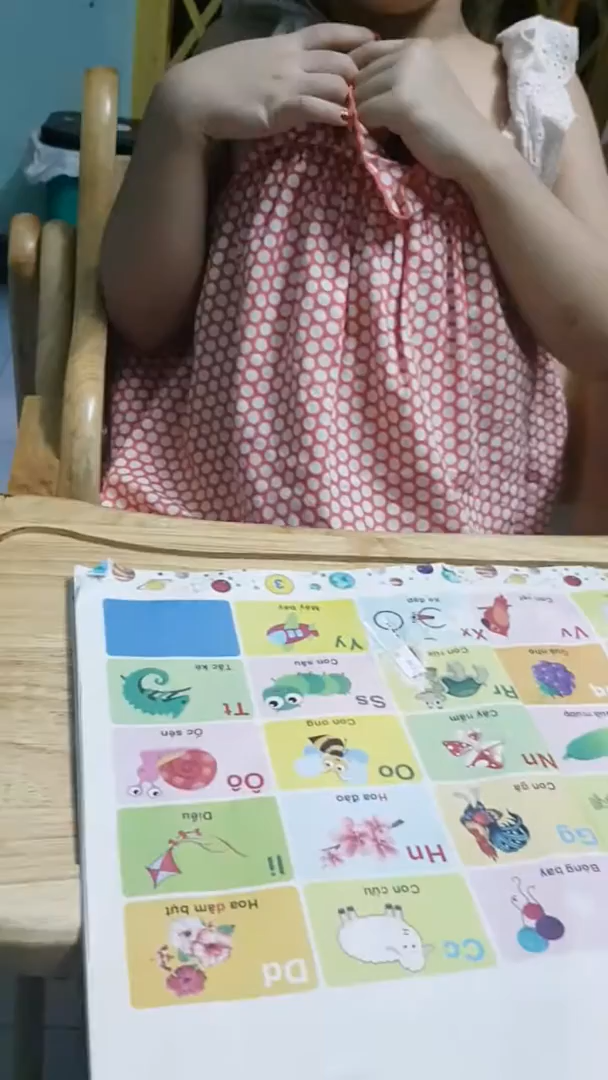 Cc
Dd
Bóng bay
Con cừu
Hoa dâm bụt
Gg
Hh
Ii
Con gà
Hoa đào
Diều
Nn
Oo
Ôô
mướp
Cây nấm
Con ong
Ốc sên
q
Rr
Ss
Tt
Quả nho
Con rùa
Con sâu
Tắc kè
Vv
Xx
Yy
Con vẹt
Xe đạp
Máy bay
3